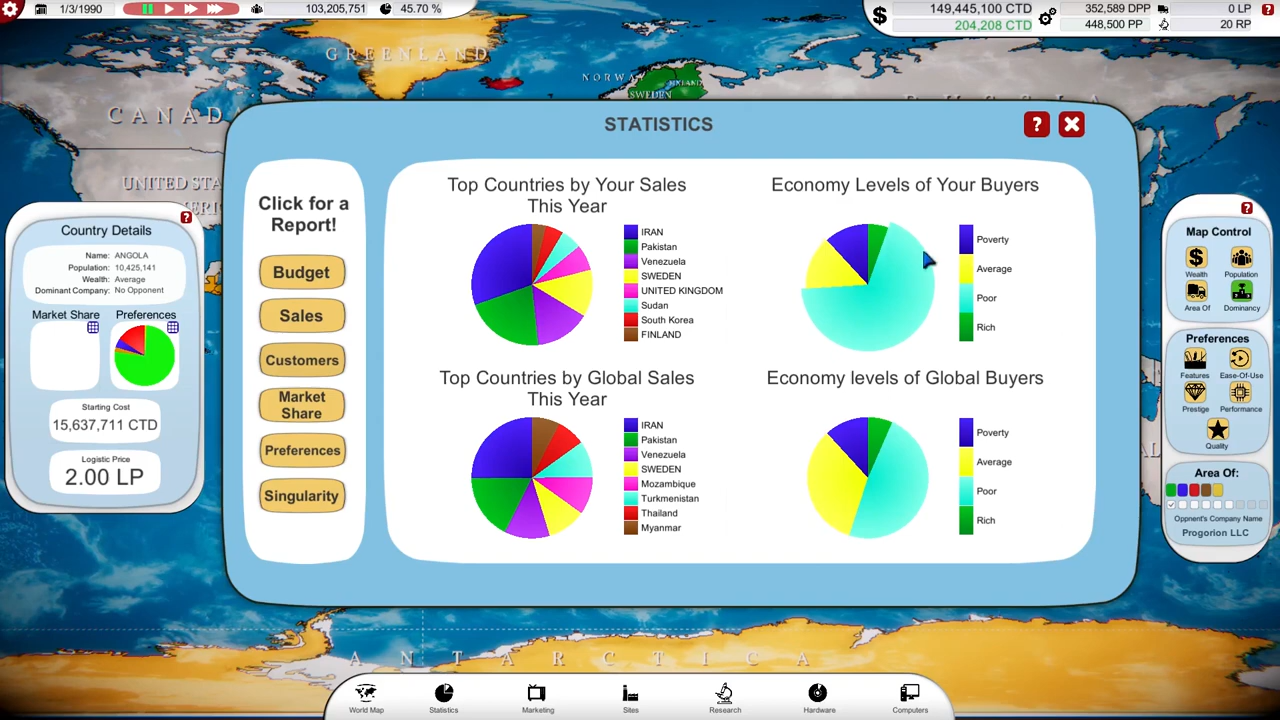 1/3/1990
103,205,751
45.70 %
149,445,100 CTD
204,208 CTD
352,589 DPP
448,500 PP
0 LP
20 RP
?
GREENLAND
NORWAY
FINLAND
SWEDEN
CANADA
UNITED STA
STATISTICS
?
Click for a
Report!
Budget
Sales
Customers
Market
Share
Preferences
Singularity
Top Countries by Your Sales
This Year
IRAN
Pakistan
Venezuela
SWEDEN
UNITED KINGDOM
Sudan
South Korea
FINLAND
Economy Levels of Your Buyers
Poverty
Average
Poor
Rich
Top Countries by Global Sales
This Year
IRAN
Pakistan
Venezuela
SWEDEN
Mozambique
Turkmenistan
Thailand
Myanmar
Economy levels of Global Buyers
Poverty
Average
Poor
Rich
?
Country Details
Name: ANGOLA
Population: 10,425,141
Wealth: Average
Dominant Company: No Opponent
Market Share
Preferences
Starting Cost
15,637,711 CTD
Logistic Price
2.00 LP
?
Map Control
Wealth
Population
Area Of
Dominancy
Preferences
Features
Ease-Of-Use
Prestige
Performance
Quality
Area Of:
Oppnent's Company Name
Progorion LLC
ANTARCTICA
World Map
Statistics
Marketing
Sites
Research
Hardware
Computers